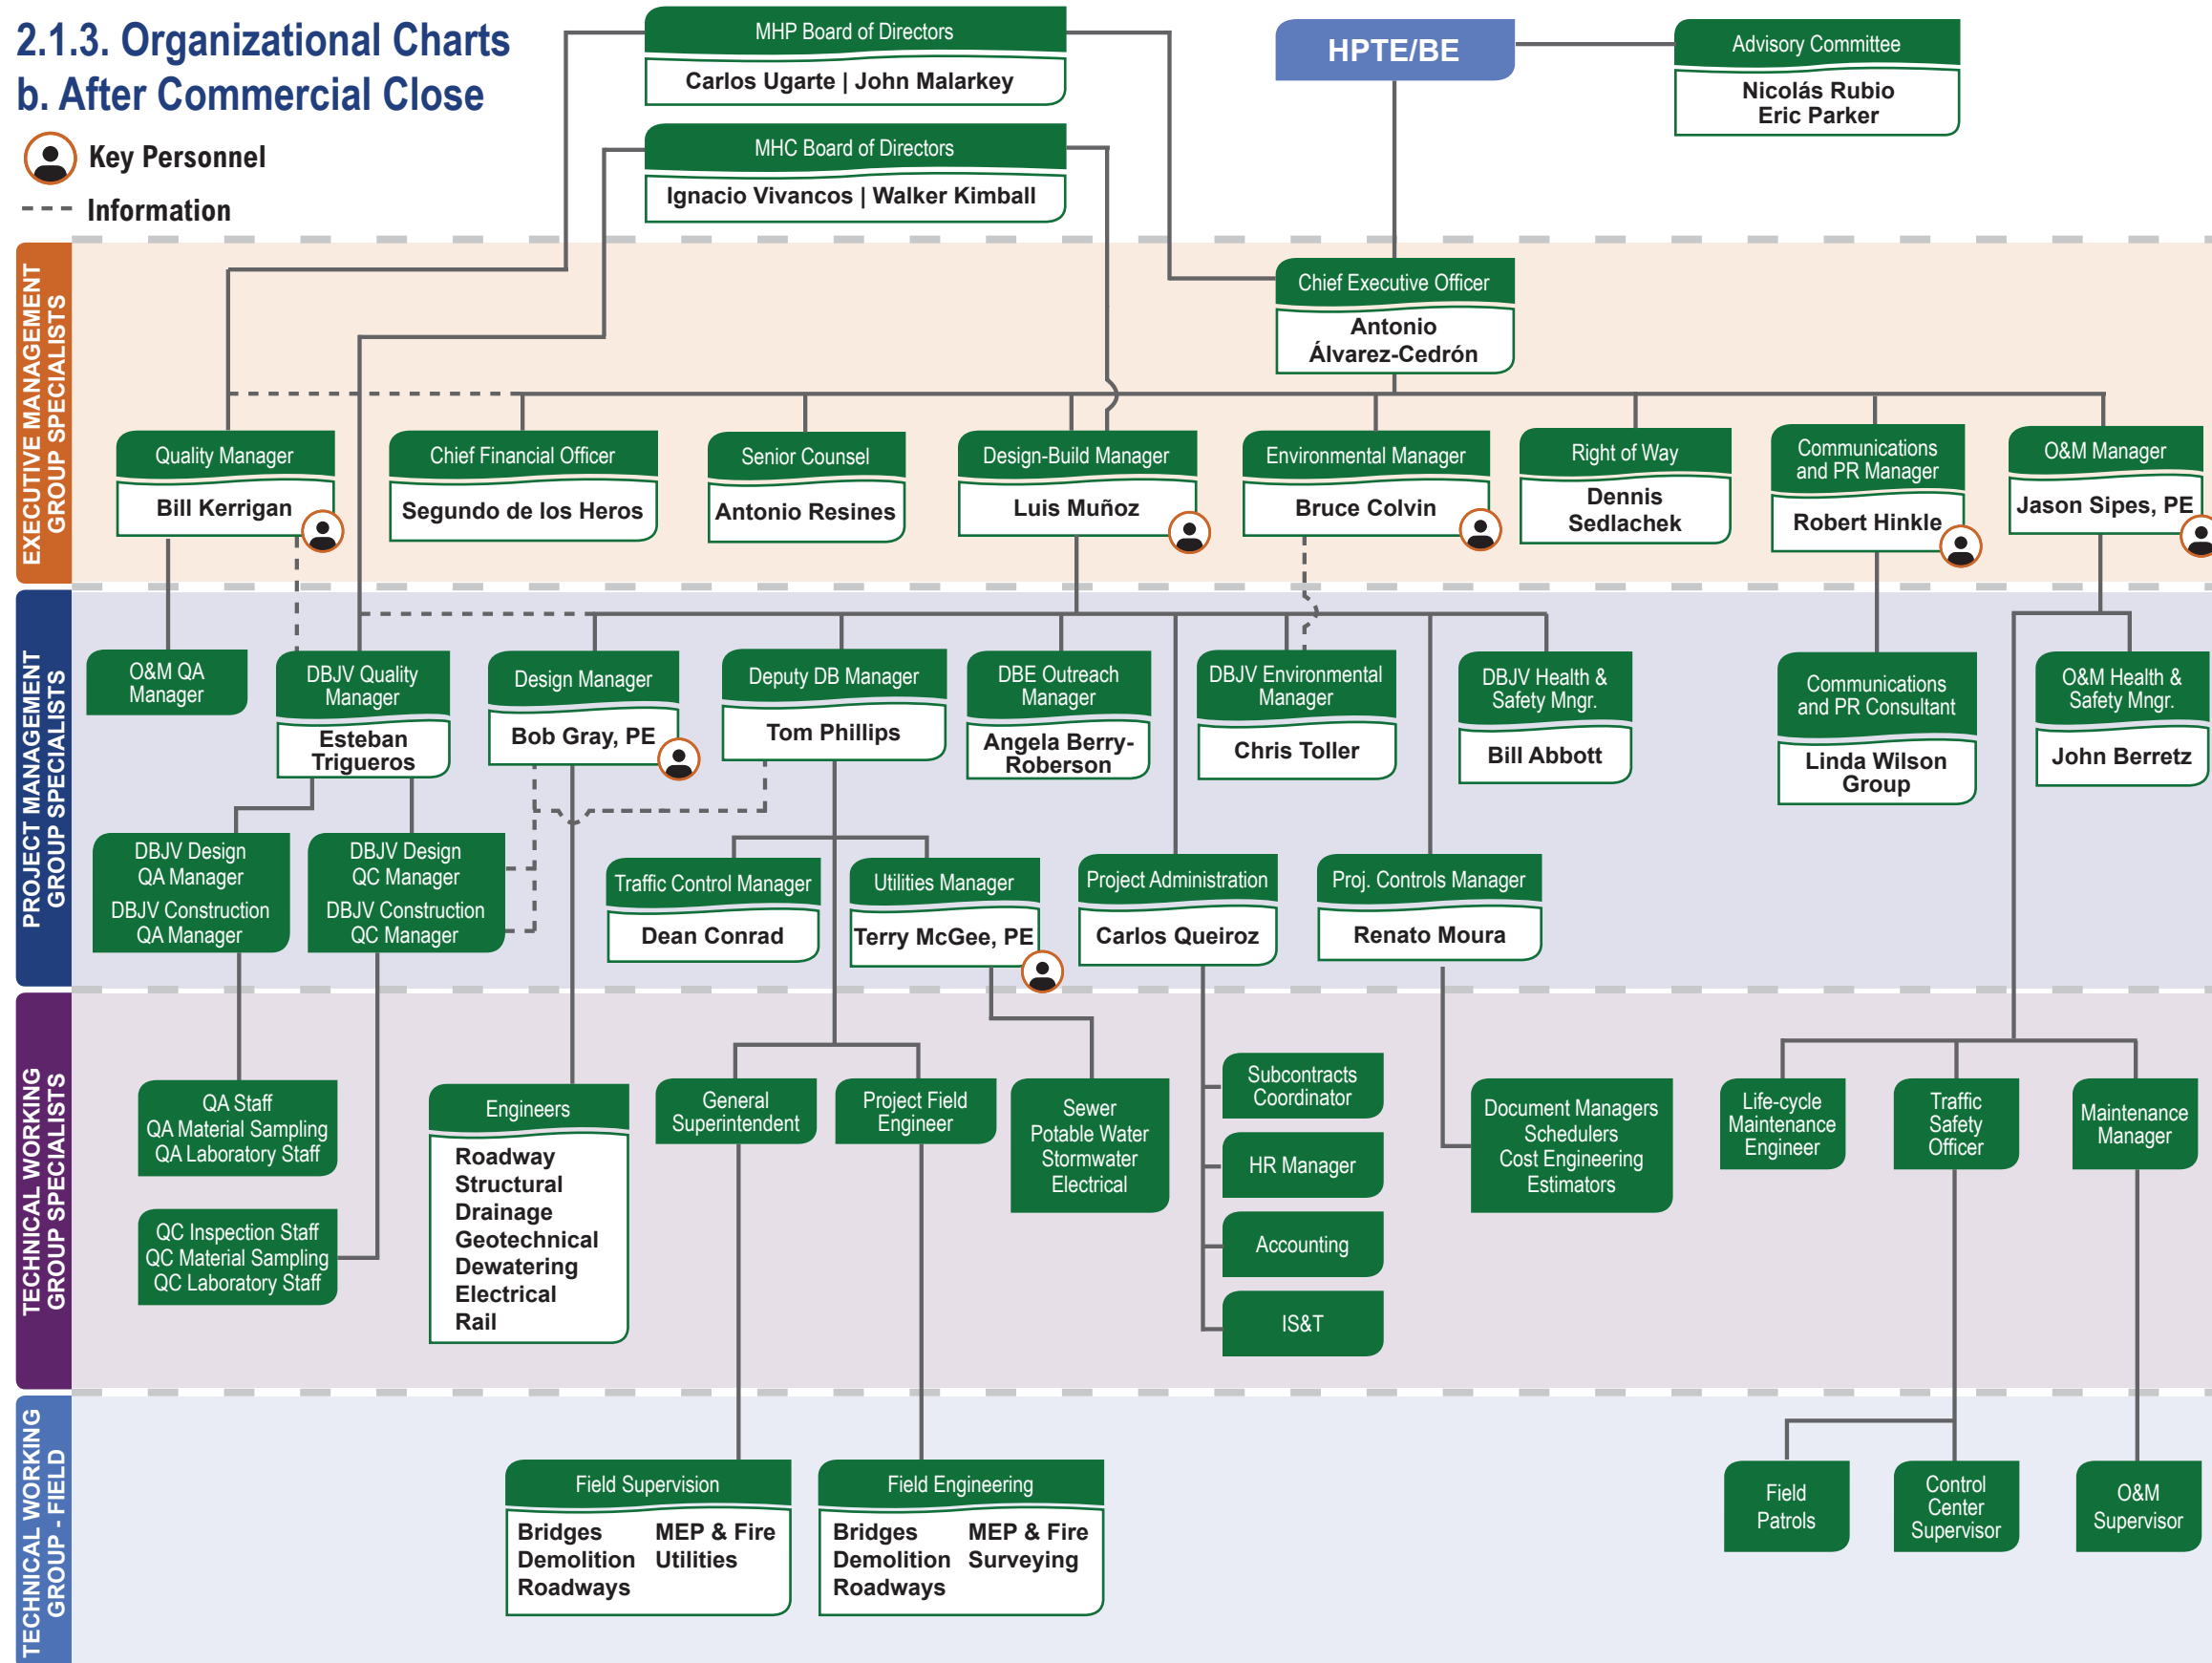 2.1.3. Organizational Charts
b. After Commercial Close
Key Personnel
Information
MHP Board of Directors
Carlos Ugarte | John Malarkey
MHC Board of Directors
Ignacio Vivancos | Walker Kimball
HPTE/BE
Advisory Committee
Nicolás Rubio
Eric Parker
EXECUTIVE MANAGEMENT
GROUP SPECIALISTS
Chief Executive Officer
Antonio
Álvarez-Cedrón
Quality Manager
Bill Kerrigan
Chief Financial Officer
Segundo de los Heros
Senior Counsel
Antonio Resines
Design-Build Manager
Luis Muñoz
Environmental Manager
Bruce Colvin
Right of Way
Dennis
Sedlachek
Communications
and PR Manager
Robert Hinkle
O&M Manager
Jason Sipes, PE
PROJECT MANAGEMENT
GROUP SPECIALISTS
O&M QA
Manager
DBJV Quality
Manager
Esteban
Trigueros
Design Manager
Bob Gray, PE
Deputy DB Manager
Tom Phillips
DBE Outreach
Manager
Angela Berry-
Roberson
DBJV Environmental
Manager
Chris Toller
DBJV Health &
Safety Mngr.
Bill Abbott
Communications
and PR Consultant
Linda Wilson
Group
O&M Health &
Safety Mngr.
John Berretz
DBJV Design
QA Manager
DBJV Construction
QA Manager
DBJV Design
QC Manager
DBJV Construction
QC Manager
Traffic Control Manager
Dean Conrad
Utilities Manager
Terry McGee, PE
Project Administration
Carlos Queiroz
Proj. Controls Manager
Renato Moura
TECHNICAL WORKING
GROUP SPECIALISTS
QA Staff
QA Material Sampling
QA Laboratory Staff
QC Inspection Staff
QC Material Sampling
QC Laboratory Staff
Engineers
Roadway
Structural
Drainage
Geotechnical
Dewatering
Electrical
Rail
General
Superintendent
Project Field
Engineer
Sewer
Potable Water
Stormwater
Electrical
Subcontracts
Coordinator
HR Manager
Accounting
IS&T
Document Managers
Schedulers
Cost Engineering
Estimators
Life-cycle
Maintenance
Engineer
Traffic
Safety
Officer
Maintenance
Manager
TECHNICAL WORKING
GROUP - FIELD
Field Supervision
Bridges MEP & Fire
Demolition Utilities
Roadways
Field Engineering
Bridges MEP & Fire
Demolition Surveying
Roadways
Field
Patrols
Control
Center
Supervisor
O&M
Supervisor